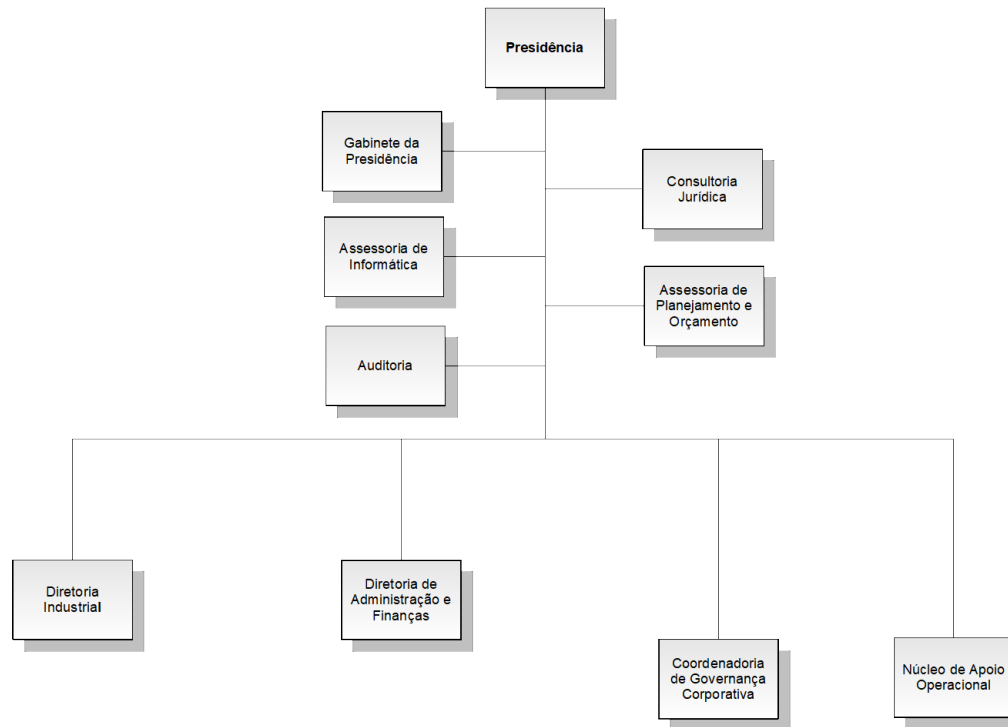 Presidência
Gabinete da
Presidência
Consultoria
Jurídica
Assessoria de
Informática
Assessoria de
Planejamento e
Orçamento
Auditoria
Diretoria
Industrial
Diretoria de
Administração e
Finanças
Coordenadoria
de Governança
Corporativa
Núcleo de Apoio
Operacional